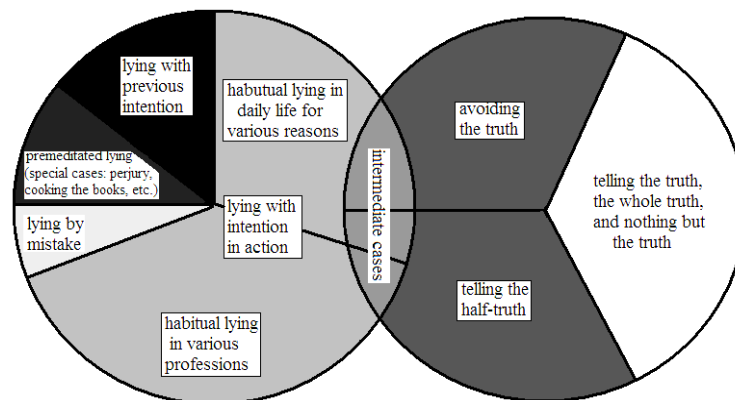 lying with
previous
intention
habutual lying in
daily life for
various reasons
avoiding
the truth
premeditated lying
(special cases: perjury,
cooking the books, etc.)
intermediate cases
telling the truth,
the whole truth,
and nothing but
the truth
lying by
mistake
lying with
intention
in action
telling the
half-truth
habitual lying
in various
professions